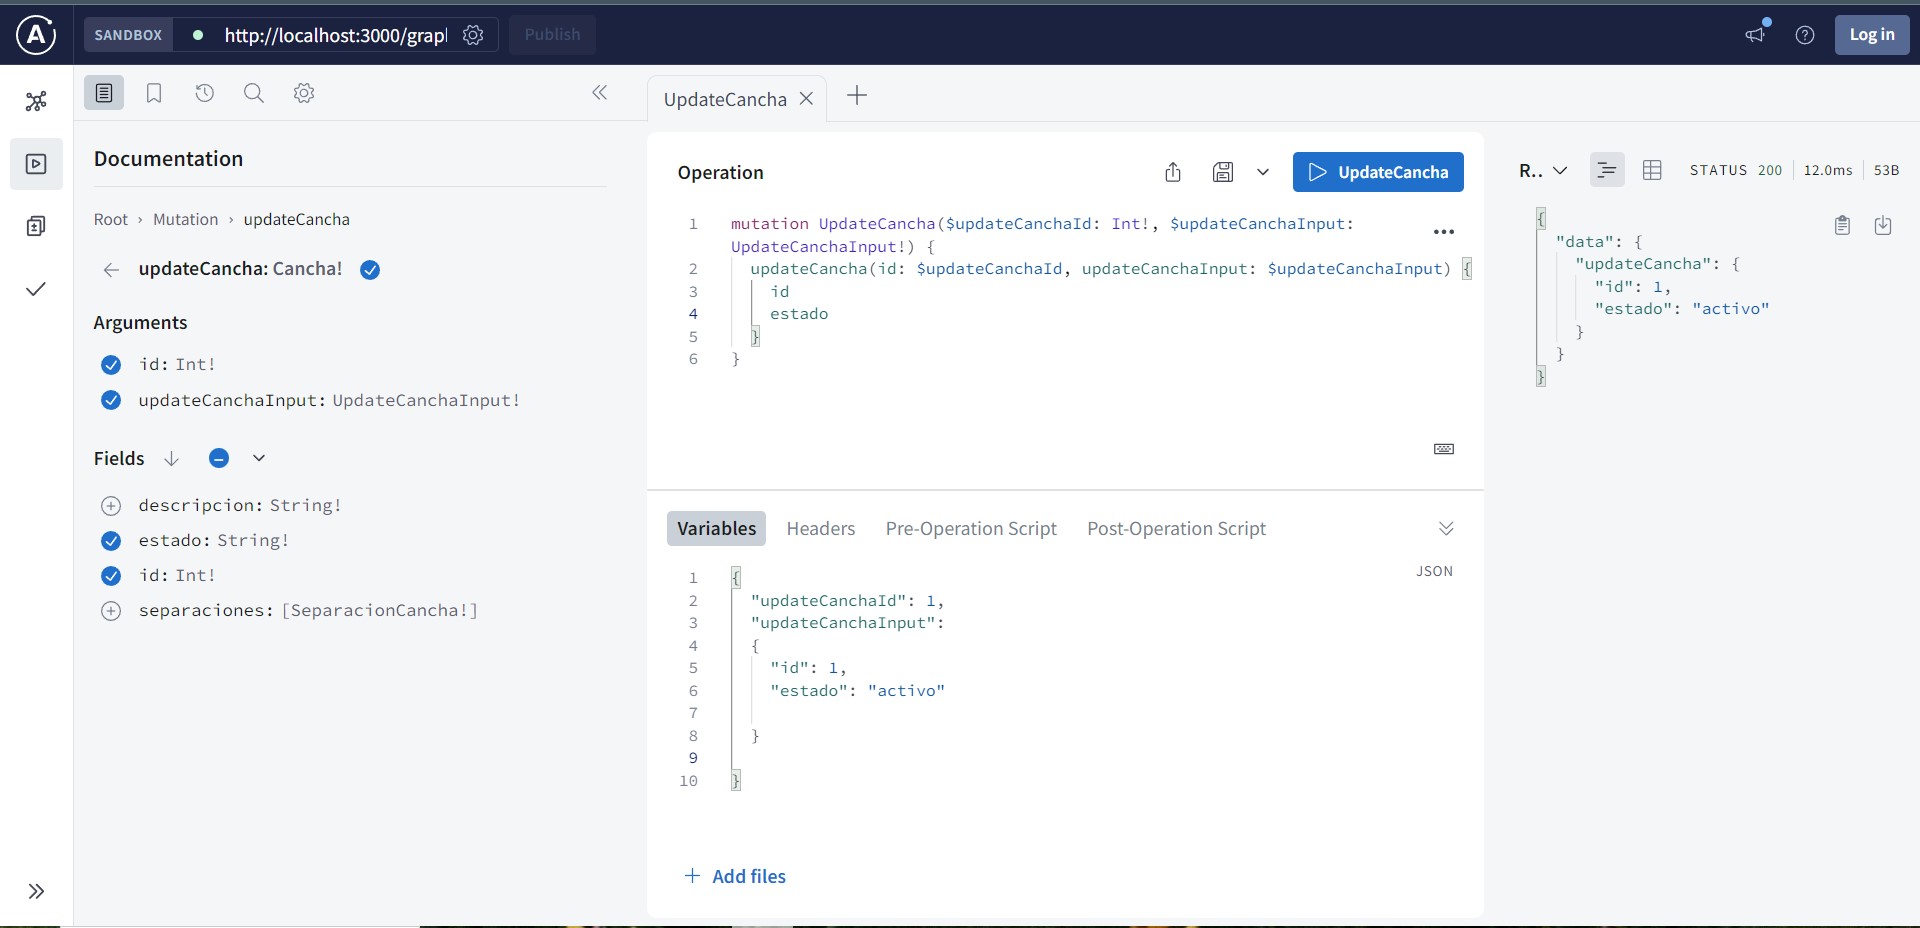 SANDBOX
http://localhost:3000/grap
Publish
Log in
UpdateCancha
Documentation
Root › Mutation › updateCancha
updateCancha: Cancha!
Arguments
id: Int!
updateCanchaInput: UpdateCanchaInput!
Fields
descripcion: String!
estado: String!
id: Int!
separaciones: [SeparacionCancha!]
Operation
UpdateCancha
1 mutation UpdateCancha($updateCanchaId: Int!, $updateCanchaInput:
UpdateCanchaInput!) {
2 updateCancha(id: $updateCanchaId, updateCanchaInput: $updateCanchaInput) {
3 id
4 estado
5 }
6 }
Variables Headers Pre-Operation Script Post-Operation Script
JSON
1 {
2 "updateCanchaId": 1,
3 "updateCanchaInput":
4 {
5 "id": 1,
6 "estado": "activo"
7
8 }
9
10 }
Add files
R.. STATUS 200 12.0ms 53B
{
"data": {
"updateCancha": {
"id": 1,
"estado": "activo"
}
}
}